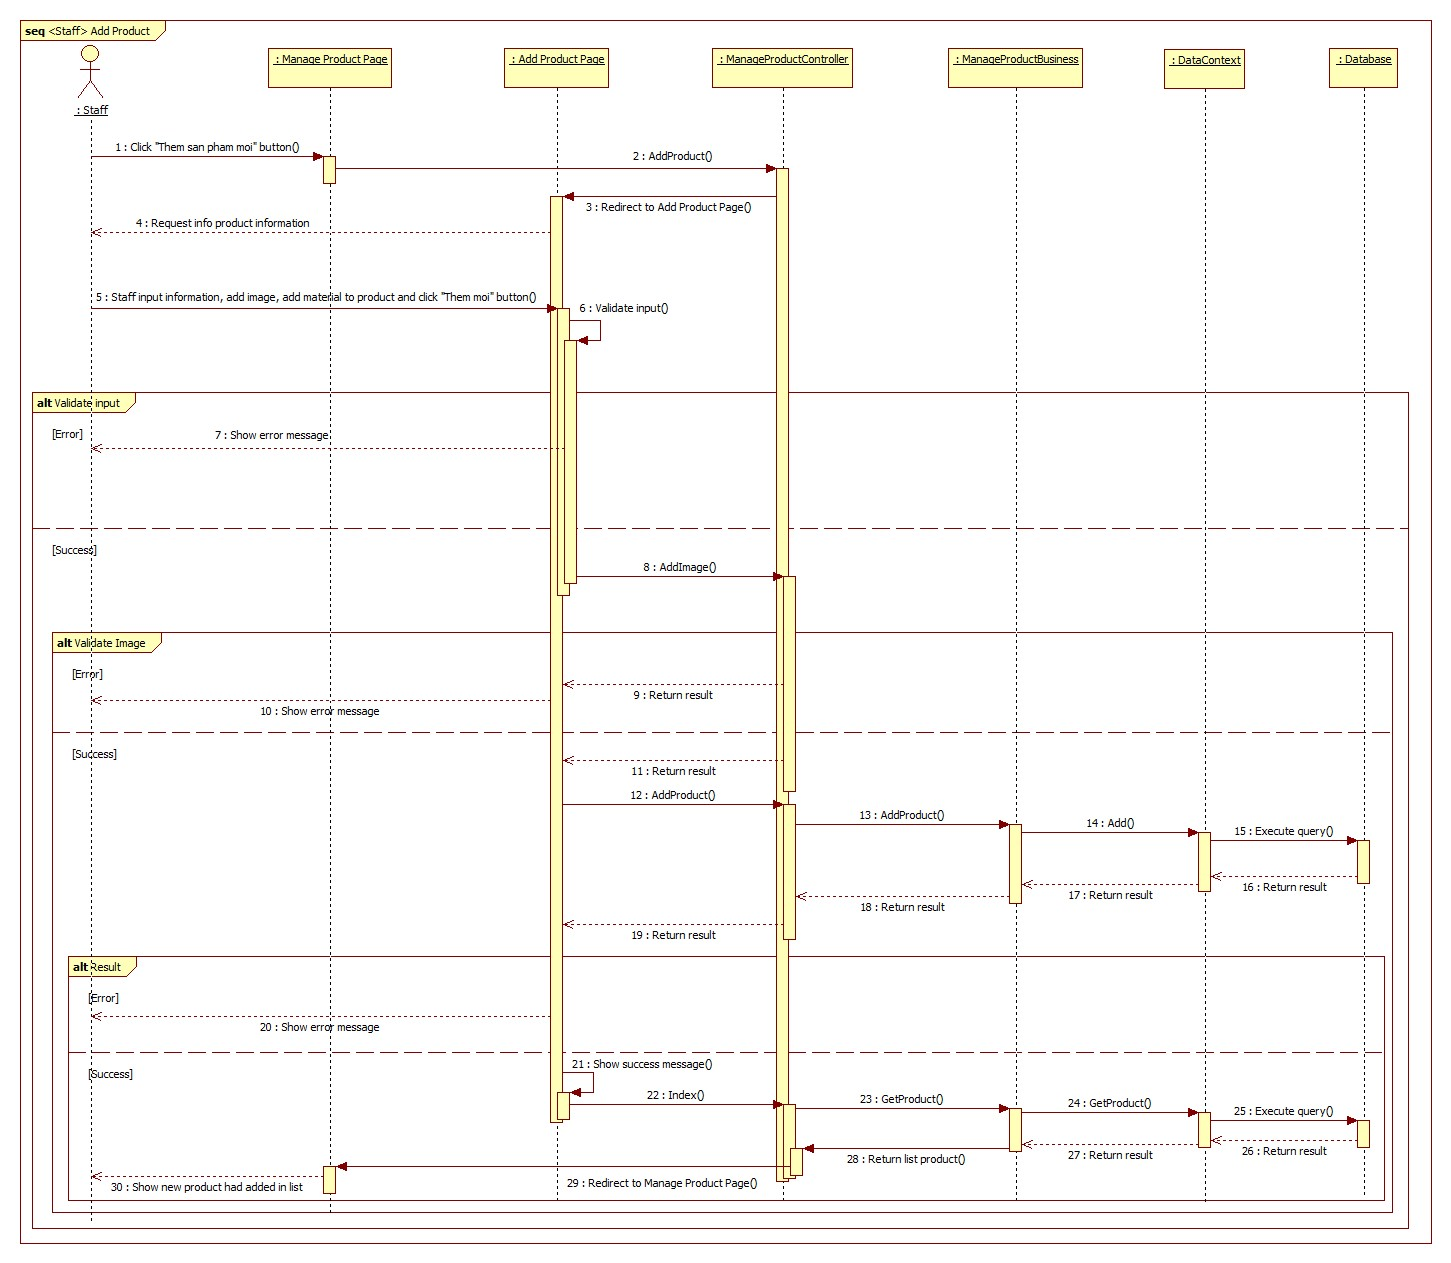 seq <Staff> Add Product
: Staff
: Manage Product Page
: Add Product Page
: ManageProductController
: ManageProductBusiness
: DataContext
: Database
1 : Click "Them san pham moi" button()
2 : AddProduct()
3 : Redirect to Add Product Page()
4 : Request info product information
5 : Staff input information, add image, add material to product and click "Them moi" button()
6 : Validate input()
alt Validate input
[Error]
7 : Show error message
[Success]
8 : AddImage()
alt Validate Image
[Error]
9 : Return result
10 : Show error message
[Success]
11 : Return result
12 : AddProduct()
13 : AddProduct()
14 : Add()
15 : Execute query()
16 : Return result
17 : Return result
18 : Return result
19 : Return result
alt Result
[Error]
20 : Show error message
[Success]
21 : Show success message()
22 : Index()
23 : GetProduct()
24 : GetProduct()
25 : Execute query()
26 : Return result
27 : Return result
28 : Return list product()
29 : Redirect to Manage Product Page()
30 : Show new product had added in list